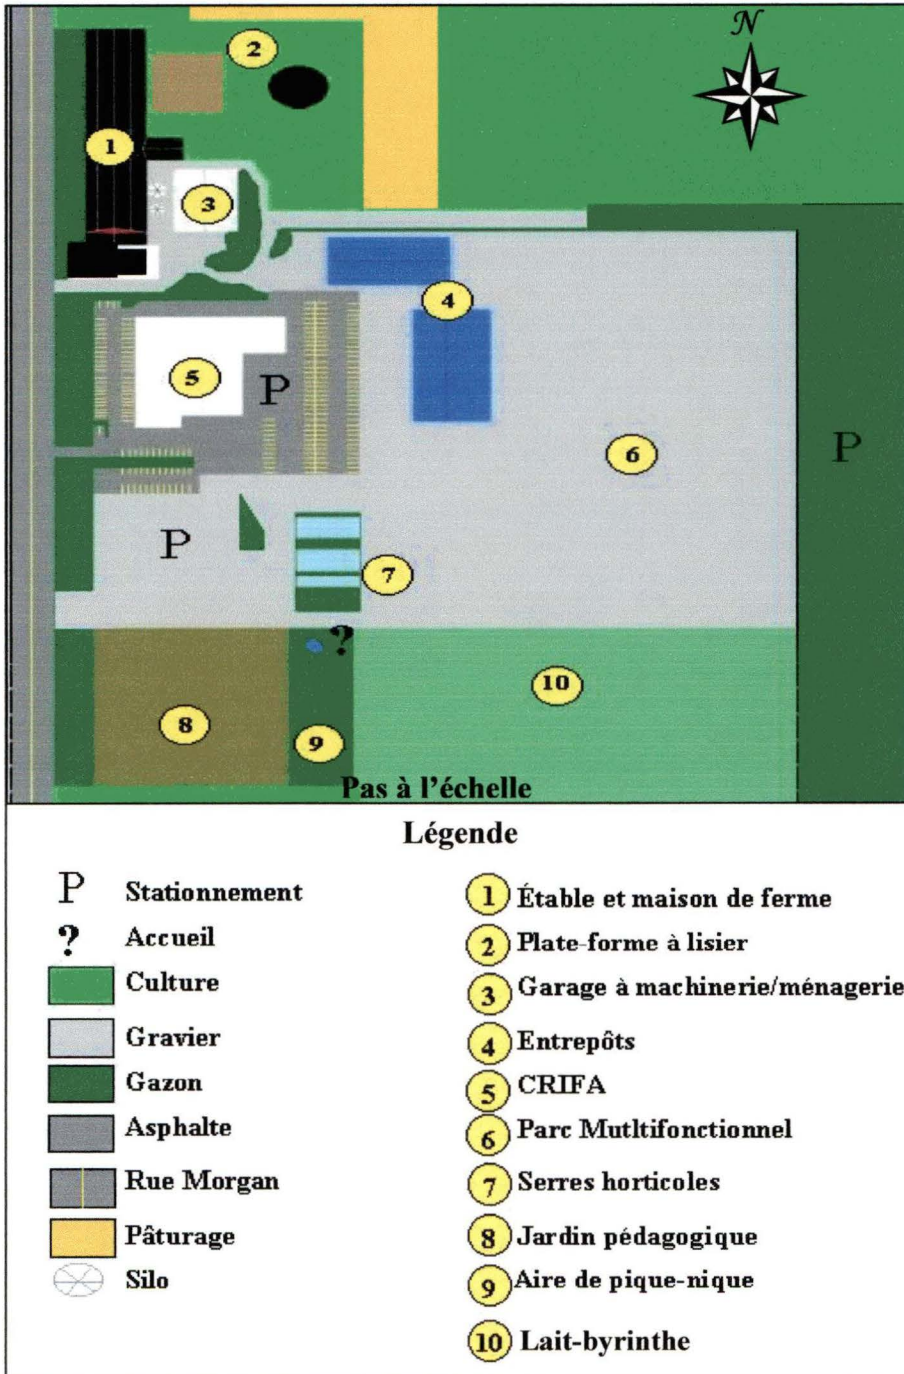 N
2
1
3
4
5
P
6
P
P
7
?
10
8
9
Pas à l'échelle
Légende
P Stationnement
? Accueil
Culture
Gravier
Gazon
Asphalte
Rue Morgan
Pâturage
Silo
1 Étable et maison de ferme
2 Plate-forme à lisier
3 Garage à machinerie/ménagerie
4 Entrepôts
5 CRIFA
6 Parc Mutltifonctionnel
7 Serres horticoles
8 Jardin pédagogique
9 Aire de pique-nique
10 Lait-byrinthe